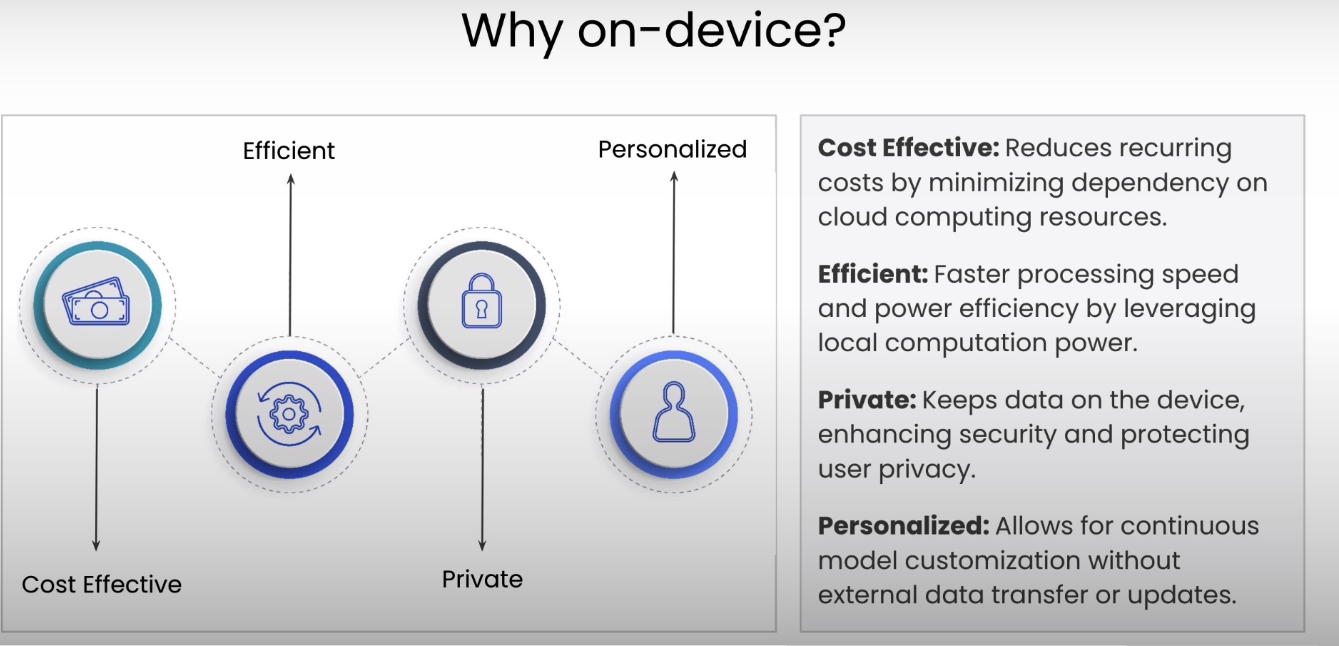 Why on-device?
Efficient
Personalized
Cost Effective
Private
Cost Effective: Reduces recurring
costs by minimizing dependency on
cloud computing resources.
Efficient: Faster processing speed
and power efficiency by leveraging
local computation power.
Private: Keeps data on the device,
enhancing security and protecting
user privacy.
Personalized: Allows for continuous
model customization without
external data transfer or updates.